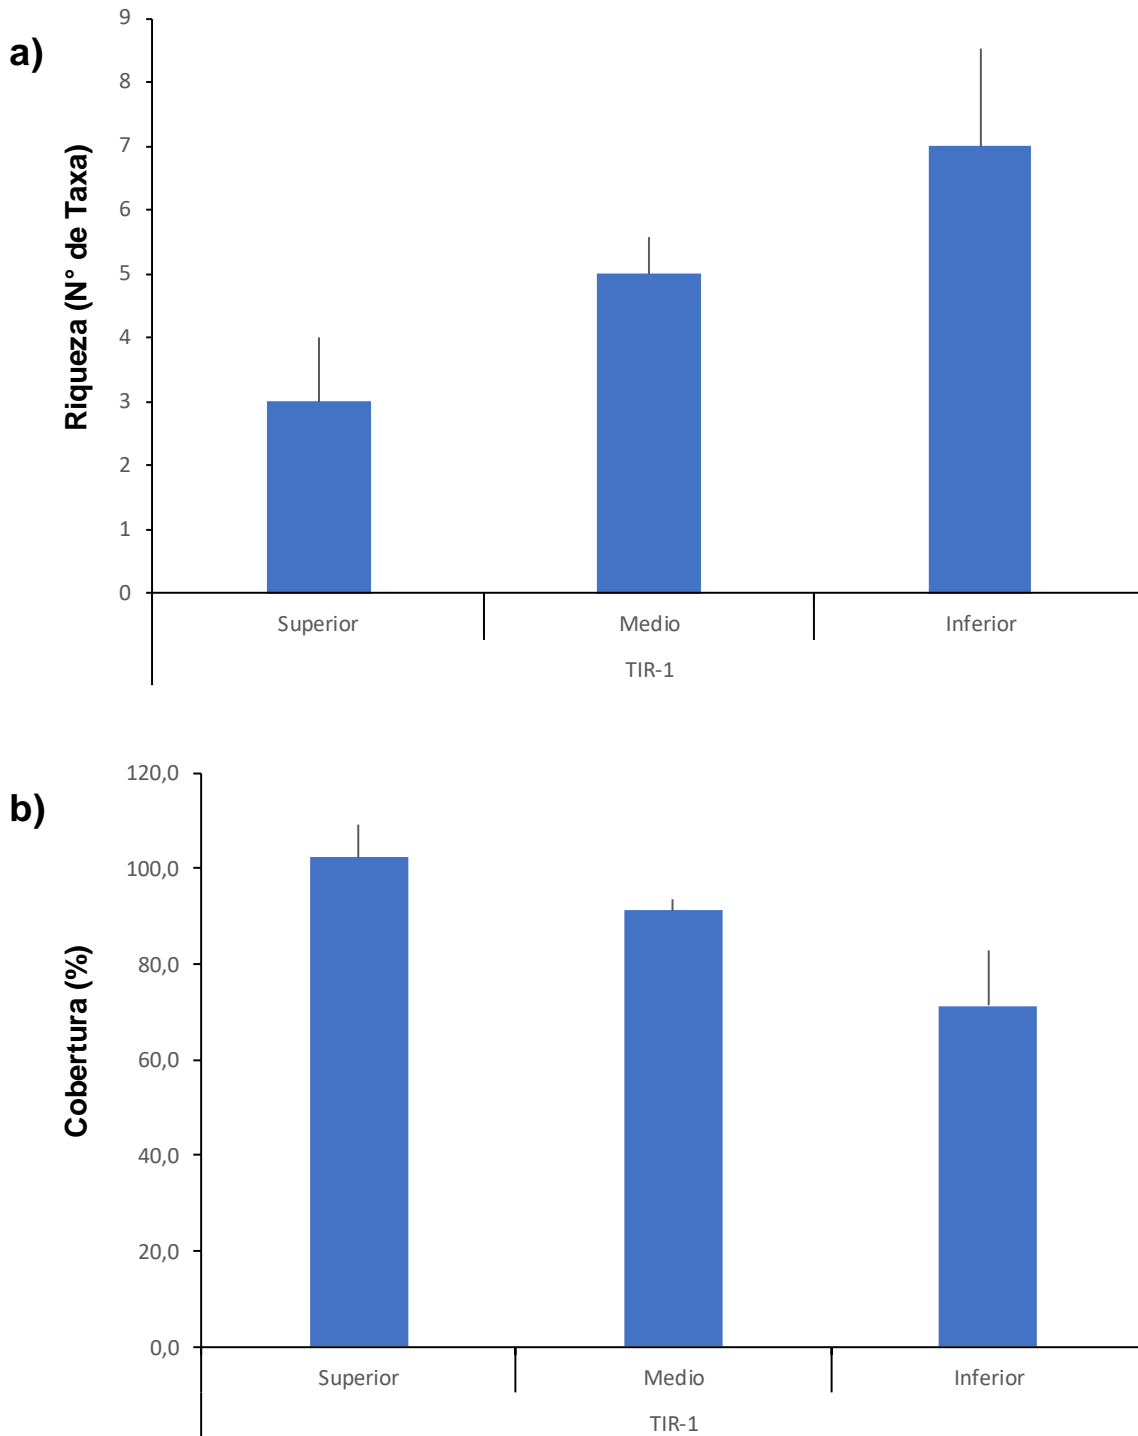 a)
Riqueza (N° de Taxa)
9
8
7
6
5
4
3
2
1
0
Superior
Medio
Inferior
TIR-1
b)
Cobertura (%)
120,0
100,0
80,0
60,0
40,0
20,0
0,0
Superior
Medio
Inferior
TIR-1